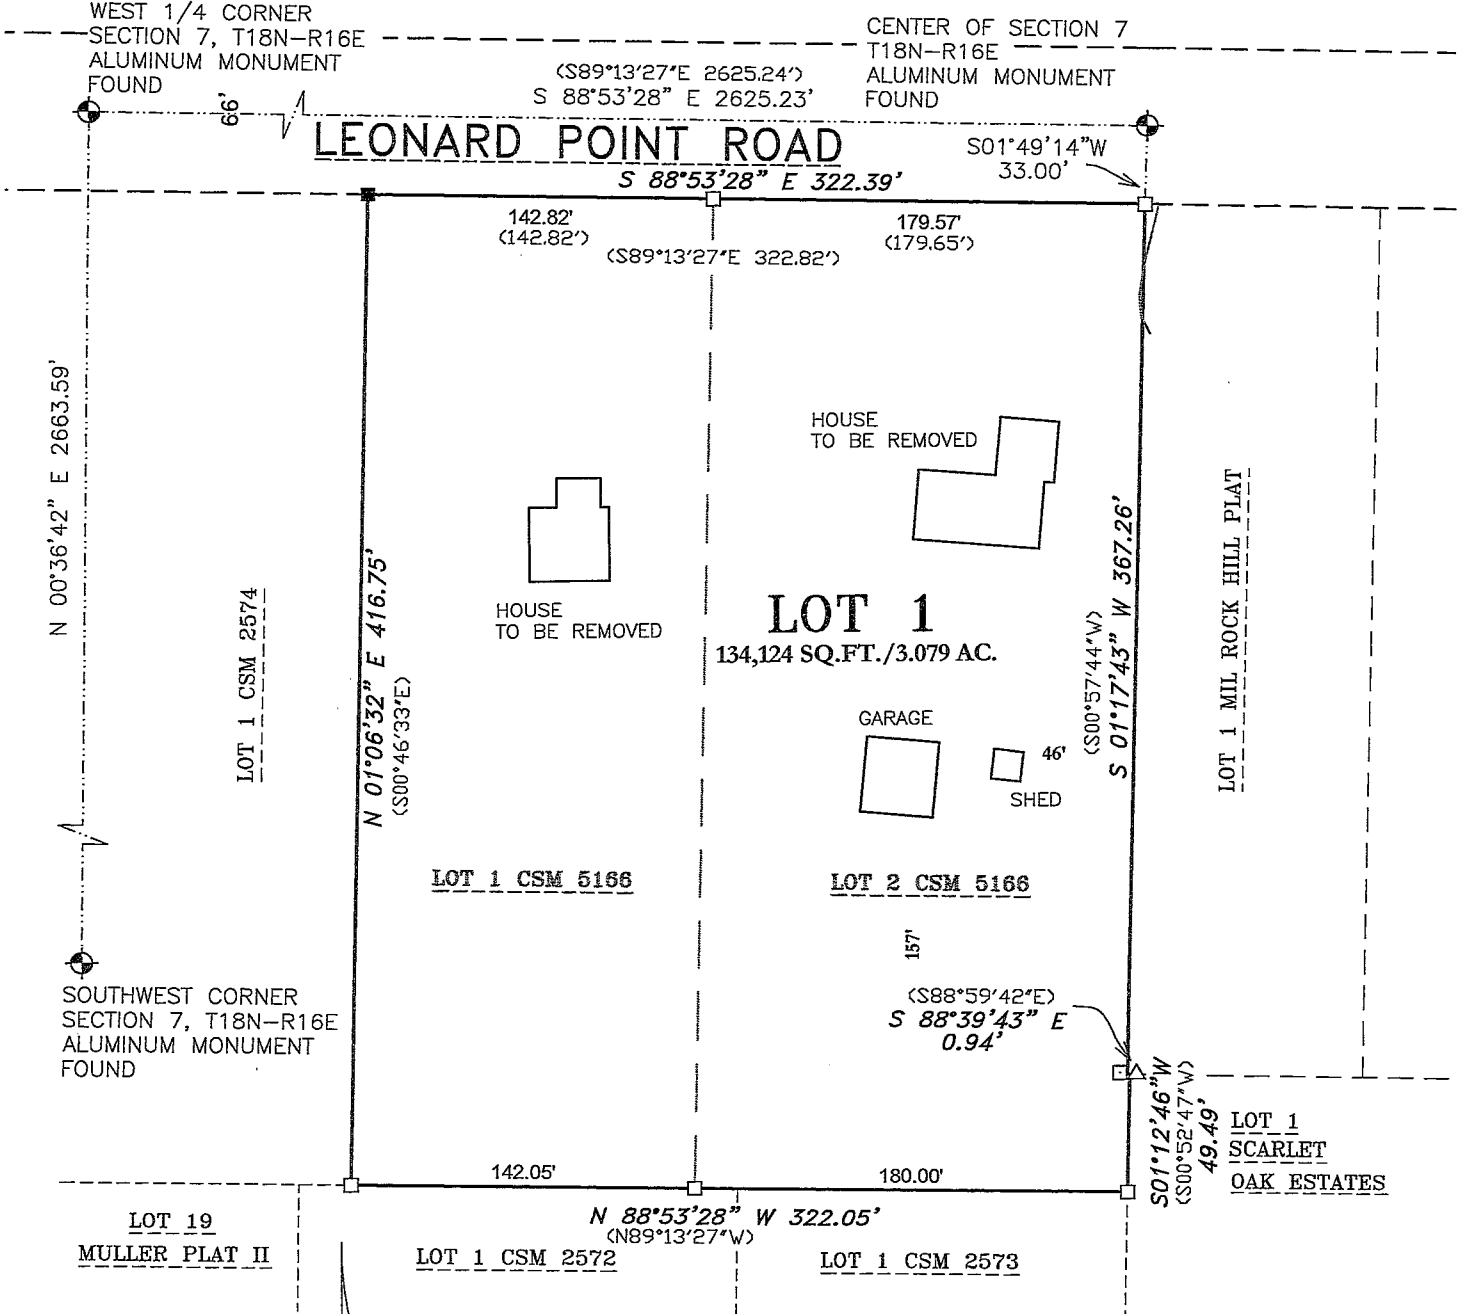 WEST 1/4 CORNER
SECTION 7, T18N-R16E
ALUMINUM MONUMENT
FOUND
CENTER OF SECTION 7
T18N-R16E
ALUMINUM MONUMENT
FOUND
(S89°13'27"E 2625.24')
S 88°53'28" E 2625.23'
66'
LEONARD POINT ROAD
S01°49'14"W
33.00'
S 88°53'28" E 322.39'
142.82'
(142.82')
179.57'
(179.65')
(S89°13'27"E 322.82')
N 00°36'42" E 2663.59'
HOUSE
TO BE REMOVED
HOUSE
TO BE REMOVED
LOT 1
134,124 SQ.FT./3.079 AC.
LOT 1 CSM 2574
N 01°06'32" E 416.75'
(S00°46'33"E)
(S00°57'44"W)
S 01°17'43" W 367.26'
LOT 1 MIL ROCK HILL PLAT
GARAGE
46'
SHED
LOT 1 CSM 5166
LOT 2 CSM 5166
157'
SOUTHWEST CORNER
SECTION 7, T18N-R16E
ALUMINUM MONUMENT
FOUND
(S88°59'42"E)
S 88°39'43" E
0.94'
S01°12'46"W
(S00°52'47"W)
49.49'
LOT 1
SCARLET
OAK ESTATES
142.05'
180.00'
N 88°53'28" W 322.05'
(N89°13'27"W)
LOT 19
MULLER PLAT II
LOT 1 CSM 2572
LOT 1 CSM 2573